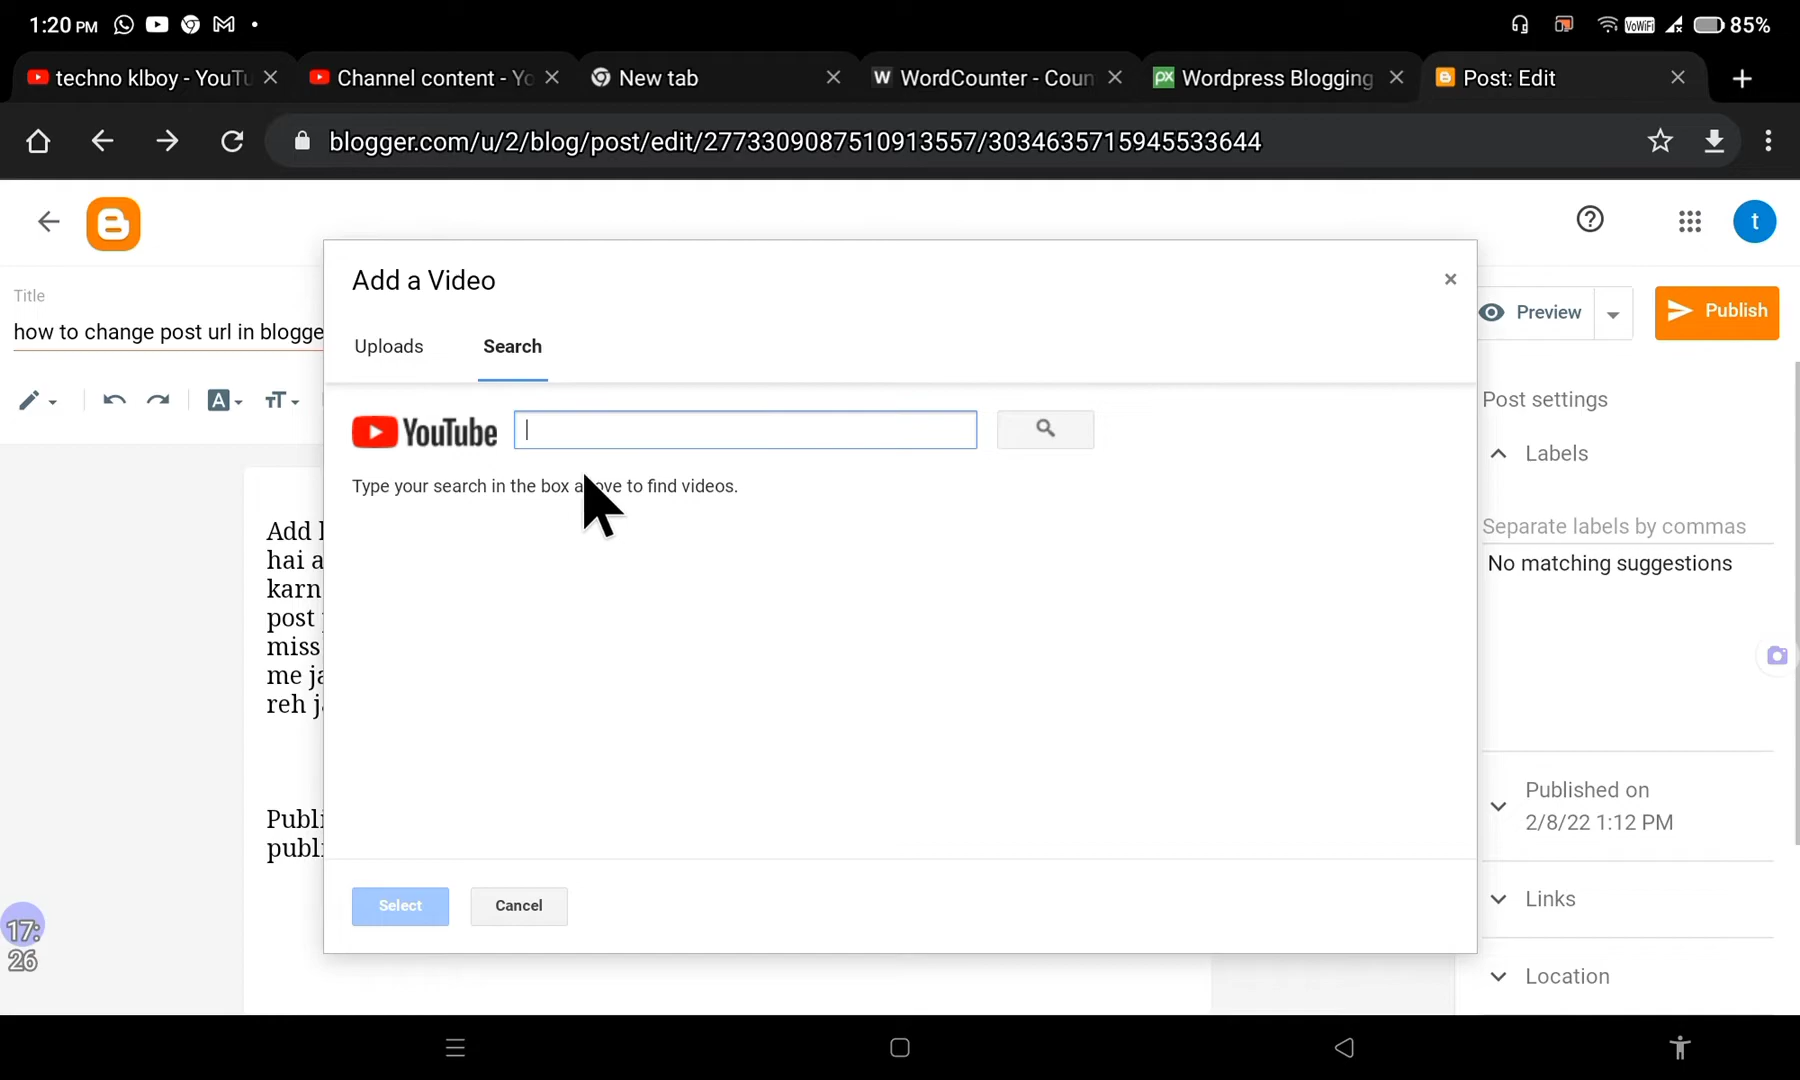 1:20 PM
85%
VoWiFi
techno klboy - YouTu
Channel content - Yo
New tab
W WordCounter - Coun
px Wordpress Blogging
Post: Edit
blogger.com/u/2/blog/post/edit/2773309087510913557/3034635715945533644
t
Add a Video
Title
how to change post url in blogge
Preview
Publish
Uploads
Search
A
Post settings
YouTube
Labels
Type your search in the box above to find videos.
Separate labels by commas
No matching suggestions
Add
hai a
karn
post
miss
me ja
reh j
Published on
2/8/22 1:12 PM
Publi
publi
Select
Cancel
Links
17:
26
Location